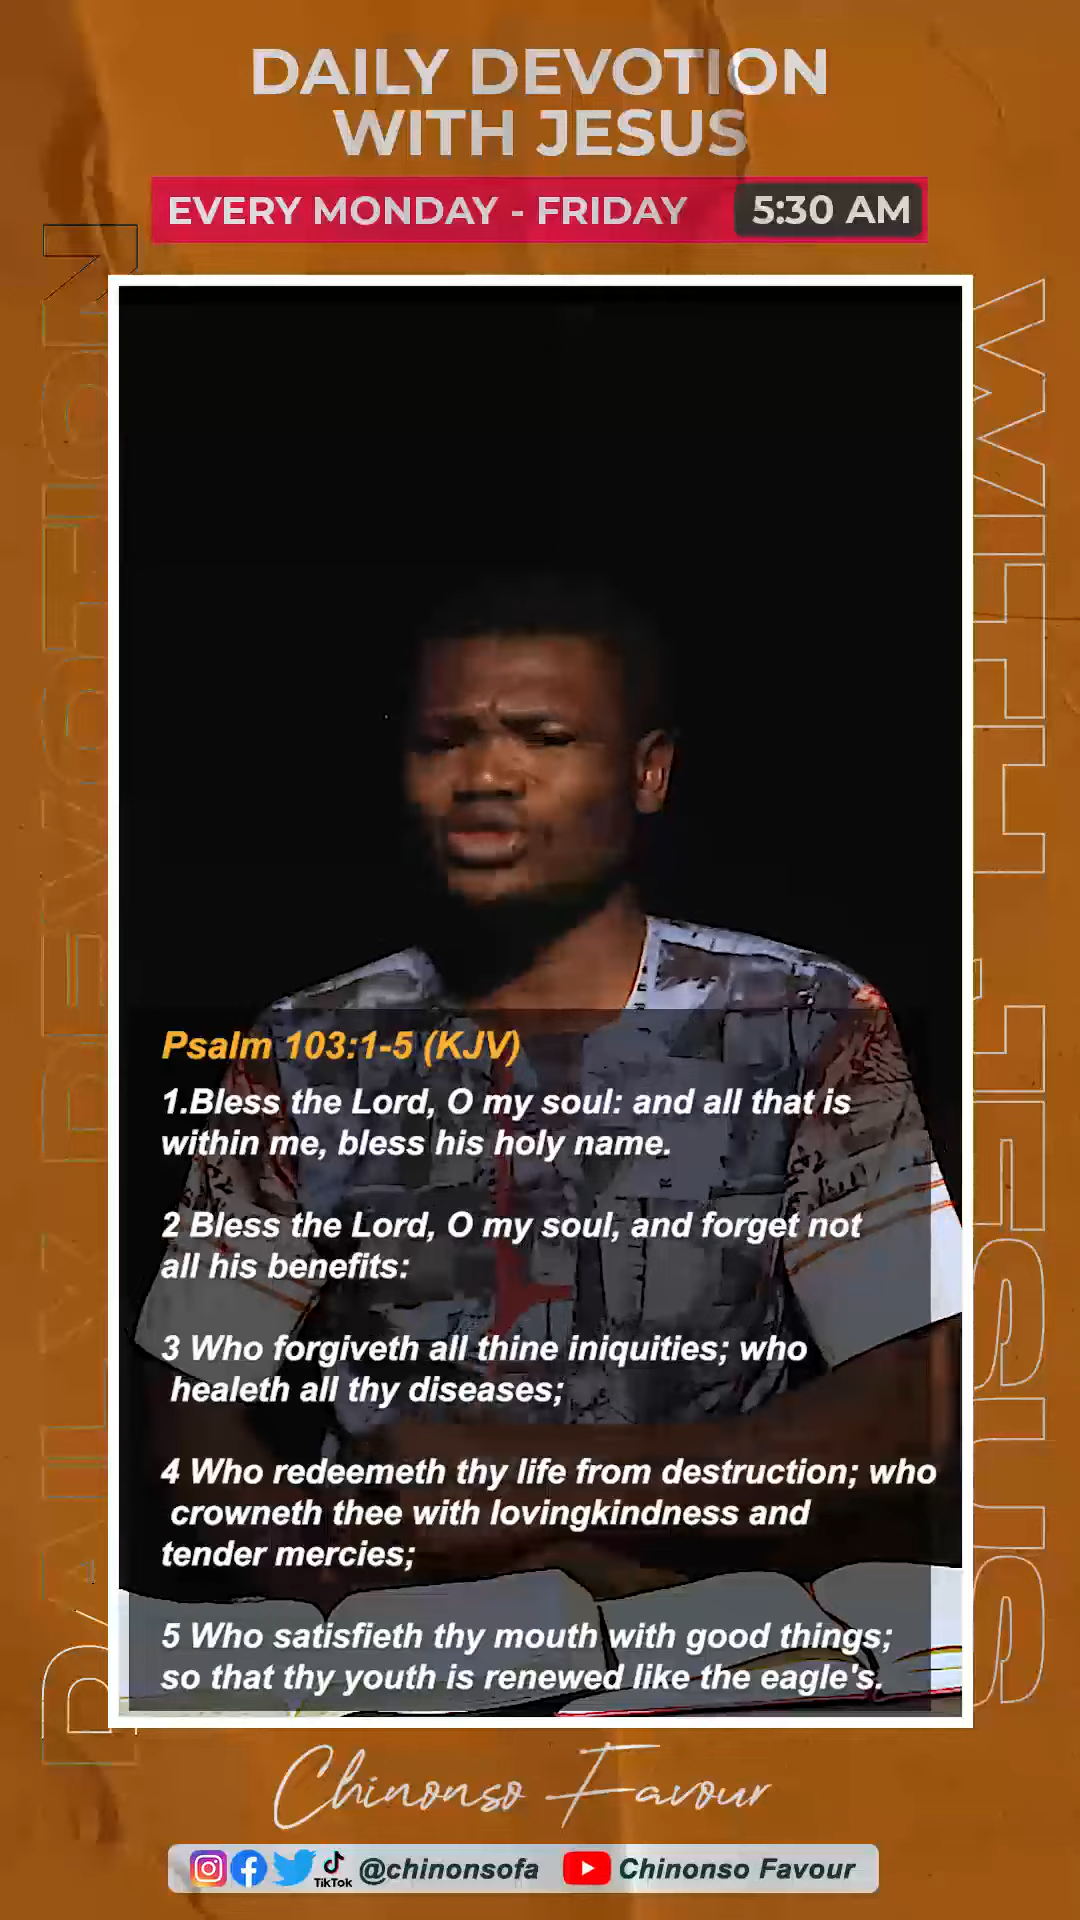 DAILY DEVOTION
WITH JESUS
EVERY MONDAY - FRIDAY 5:30 AM
DAILY DEVOTION
WITH JESUS
Psalm 103:1-5 (KJV)
1.Bless the Lord, O my soul: and all that is
within me, bless his holy name.
2 Bless the Lord, O my soul, and forget not
all his benefits:
3 Who forgiveth all thine iniquities; who
healeth all thy diseases;
4 Who redeemeth thy life from destruction; who
crowneth thee with lovingkindness and
tender mercies;
5 Who satisfieth thy mouth with good things;
so that thy youth is renewed like the eagle's.
Chinonso Favour
TikTok @chinonsofa Chinonso Favour